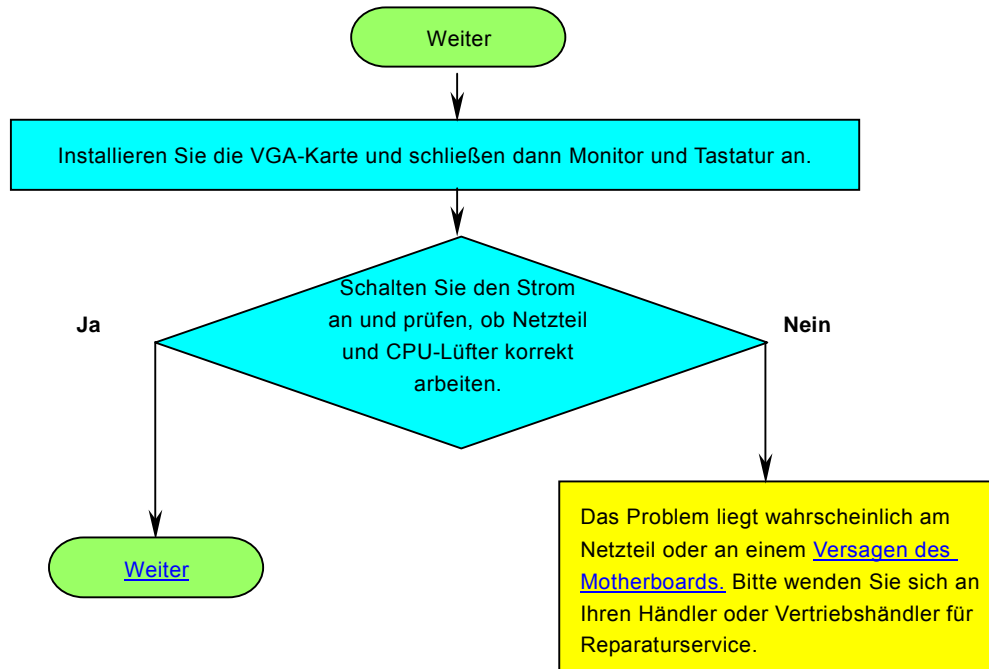 Weiter
Installieren Sie die VGA-Karte und schließen dann Monitor und Tastatur an.
Schalten Sie den Strom
an und prüfen, ob Netzteil
und CPU-Lüfter korrekt
arbeiten.
Ja
Nein
Weiter
Das Problem liegt wahrscheinlich am
Netzteil oder an einem Versagen des
Motherboards. Bitte wenden Sie sich an
Ihren Händler oder Vertriebshändler für
Reparaturservice.